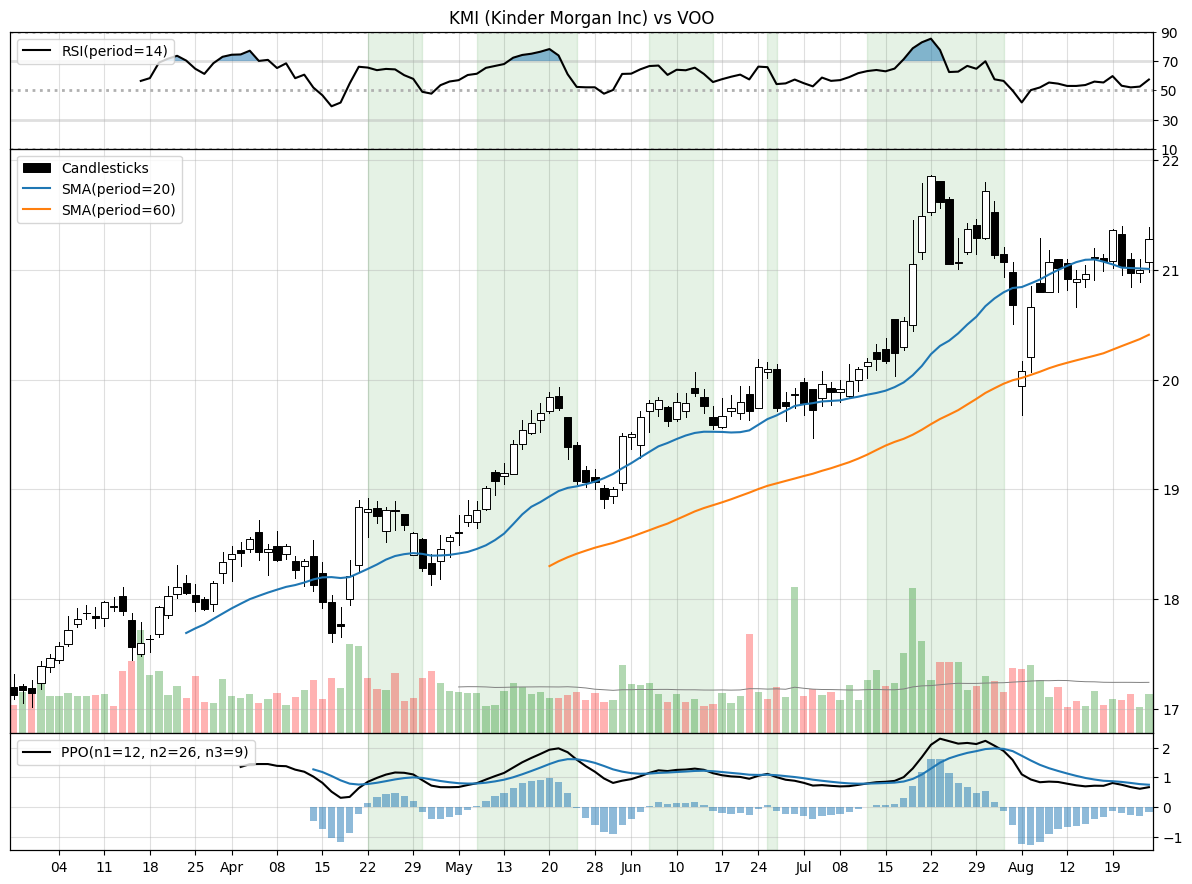 KMI (Kinder Morgan Inc) vs VOO
RSI(period=14)
90
70
50
30
10
Candlesticks
SMA(period=20)
SMA(period=60)
22
21
20
19
18
17
PPO(n1=12, n2=26, n3=9)
2
1
0
−1
04 11 18 25 Apr 08 15 22 29 May 13 20 28 Jun 10 17 24 Jul 08 15 22 29 Aug 12 19